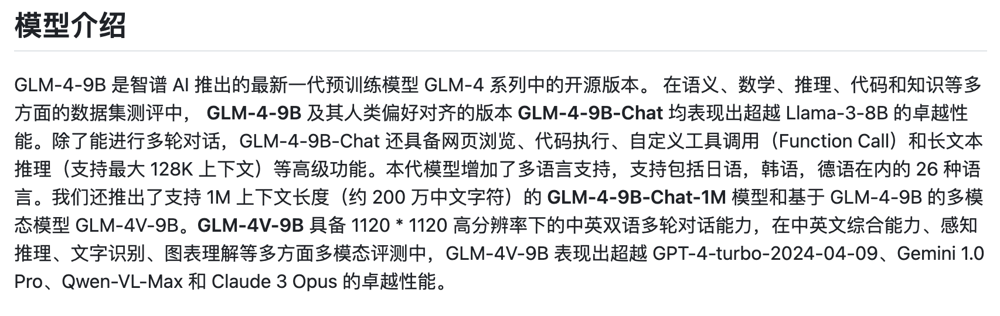 模型介绍
GLM-4-9B 是智谱 AI 推出的最新一代预训练模型 GLM-4 系列中的开源版本。 在语义、数学、推理、代码和知识等多
方面的数据集测评中， GLM-4-9B 及其人类偏好对齐的版本 GLM-4-9B-Chat 均表现出超越 Llama-3-8B 的卓越性
能。除了能进行多轮对话，GLM-4-9B-Chat 还具备网页浏览、代码执行、自定义工具调用（Function Call）和长文本
推理（支持最大 128K 上下文）等高级功能。本代模型增加了多语言支持，支持包括日语，韩语，德语在内的 26 种语
言。我们还推出了支持 1M 上下文长度（约 200 万中文字符）的 GLM-4-9B-Chat-1M 模型和基于 GLM-4-9B 的多模
态模型 GLM-4V-9B。GLM-4V-9B 具备 1120 * 1120 高分辨率下的中英双语多轮对话能力，在中英文综合能力、感知
推理、文字识别、图表理解等多方面多模态评测中，GLM-4V-9B 表现出超越 GPT-4-turbo-2024-04-09、Gemini 1.0
Pro、Qwen-VL-Max 和 Claude 3 Opus 的卓越性能。